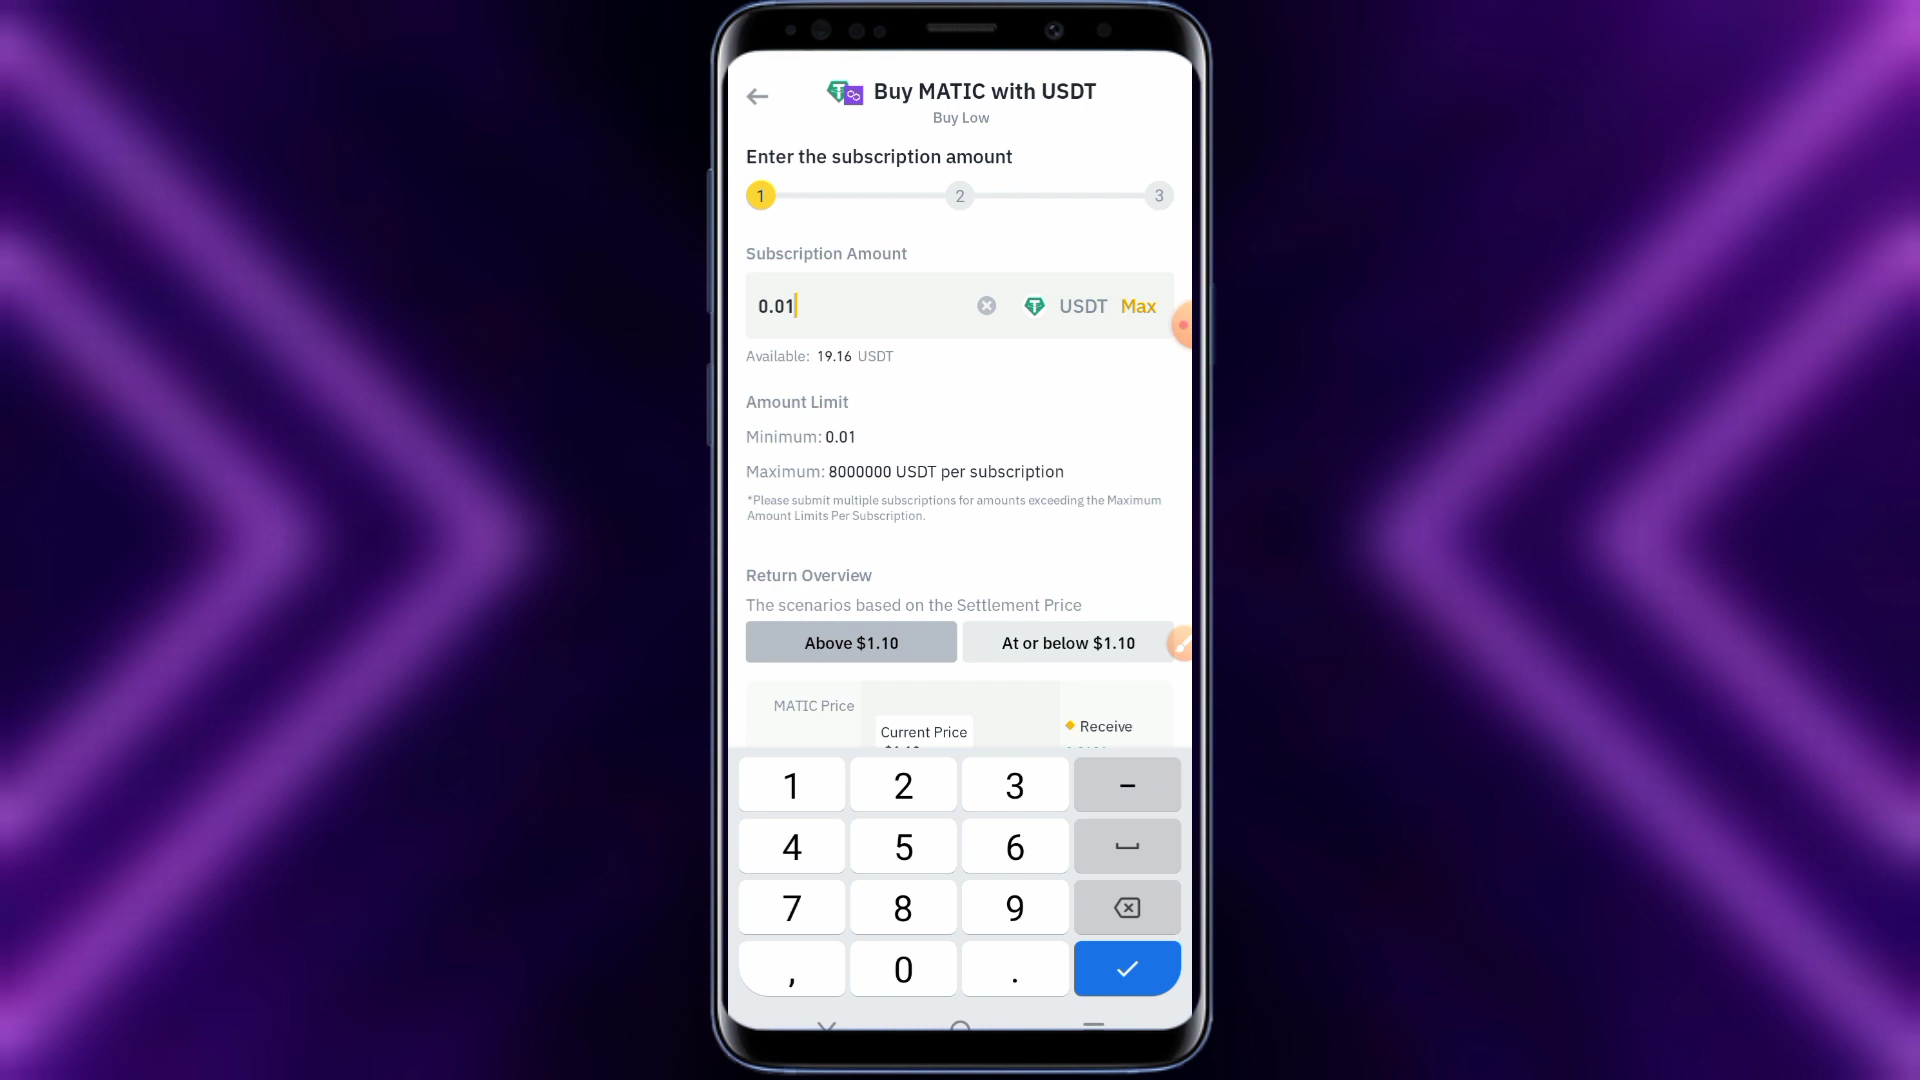 Buy MATIC with USDT
Buy Low
Enter the subscription amount
1 2 3
Subscription Amount
0.01 USDT Max
Available: 19.16 USDT
Amount Limit
Minimum: 0.01
Maximum: 8000000 USDT per subscription
*Please submit multiple subscriptions for amounts exceeding the Maximum
Amount Limits Per Subscription.
Return Overview
The scenarios based on the Settlement Price
Above $1.10 At or below $1.10
MATIC Price
Receive
Current Price
1 2 3 −
4 5 6
7 8 9
, 0 .